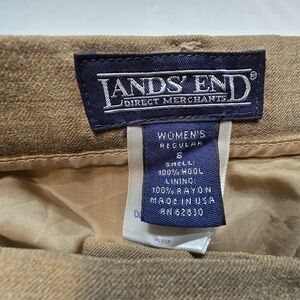 LANDS' END®
DIRECT MERCHANTS
WOMEN'S
REGULAR
8
SHELL:
100% WOOL
LINING:
100% RAYON
MADE IN USA
RN 62830